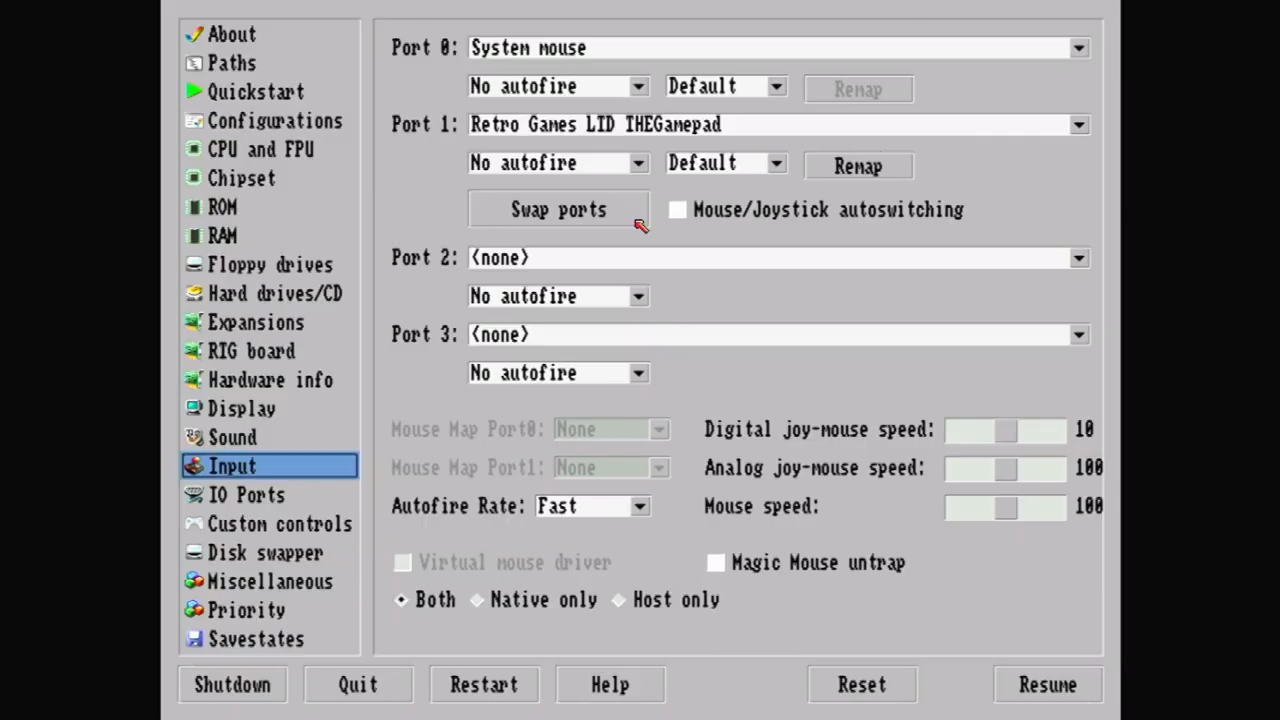 About
Paths
Quickstart
Configurations
CPU and FPU
Chipset
ROM
RAM
Floppy drives
Hard drives/CD
Expansions
RIG board
Hardware info
Display
Sound
Input
IO Ports
Custom controls
Disk swapper
Miscellaneous
Priority
Savestates
Port 0: System mouse
No autofire Default Remap
Port 1: Retro Games LTD THEGamepad
No autofire Default Remap
Swap ports Mouse/Joystick autoswitching
Port 2: <none>
No autofire
Port 3: <none>
No autofire
Mouse Map Port0: None Digital joy-mouse speed: 10
Mouse Map Port1: None Analog joy-mouse speed: 100
Autofire Rate: Fast Mouse speed: 100
Virtual mouse driver Magic Mouse untrap
Both Native only Host only
Shutdown Quit Restart Help Reset Resume